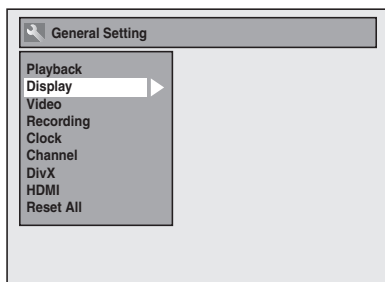 General Setting
Playback
Display
Video
Recording
Clock
Channel
DivX
HDMI
Reset All